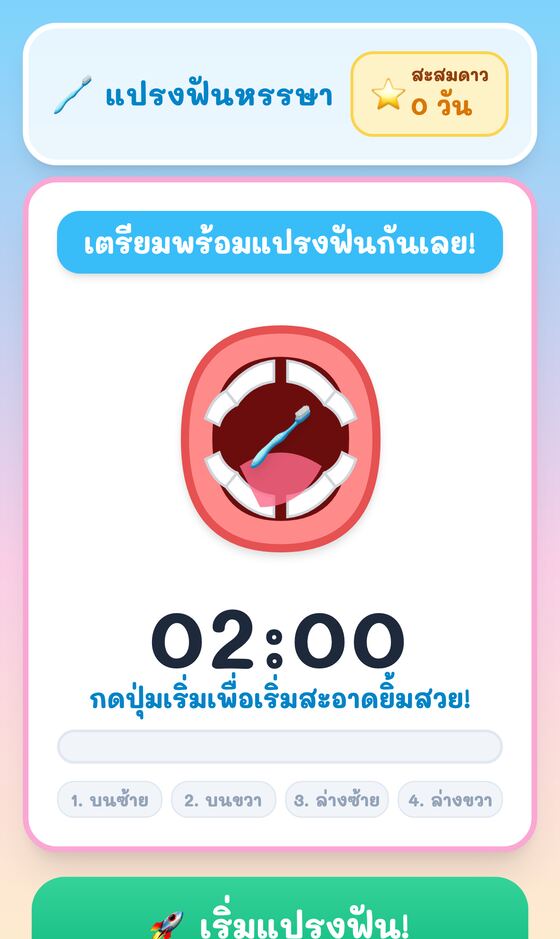 แปรงฟันหรรษา
สะสมดาว
0 วัน
เตรียมพร้อมแปรงฟันกันเลย!
02:00
กดปุ่มเริ่มเพื่อเริ่มสะอาดยิ้มสวย!
1. บนซ้าย
2. บนขวา
3. ล่างซ้าย
4. ล่างขวา
เริ่มแปรงฟัน!